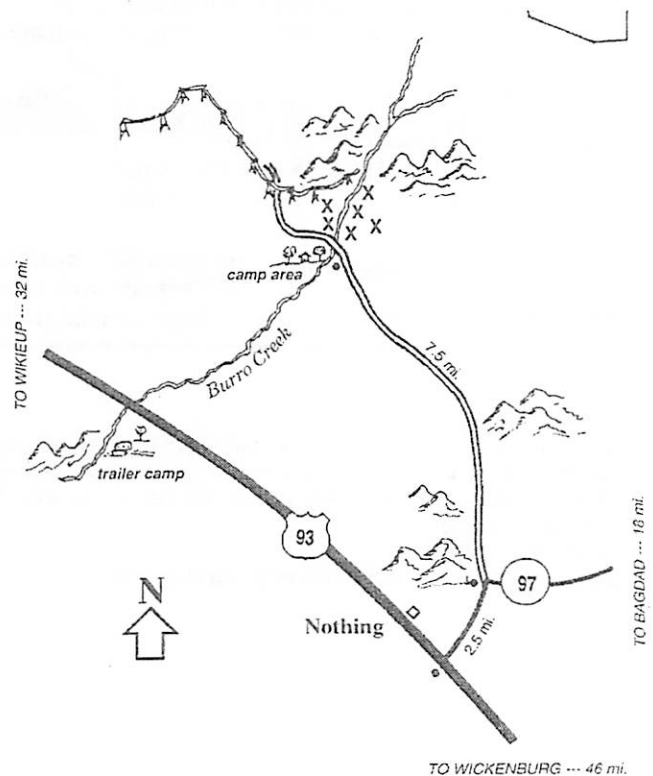 X
X X
X X
X
camp area
TO WIKIEUP --- 32 mi.
Burro Creek
7.5 mi.
trailer camp
93
97
TO BAGDAD --- 18 mi.
N
Nothing
2.5 mi.
TO WICKENBURG --- 46 mi.